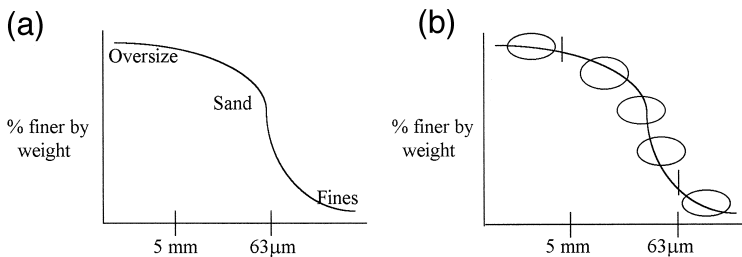 (a)
Oversize
Sand
% finer by
weight
Fines
5 mm
63μm
(b)
% finer by
weight
5 mm
63μm